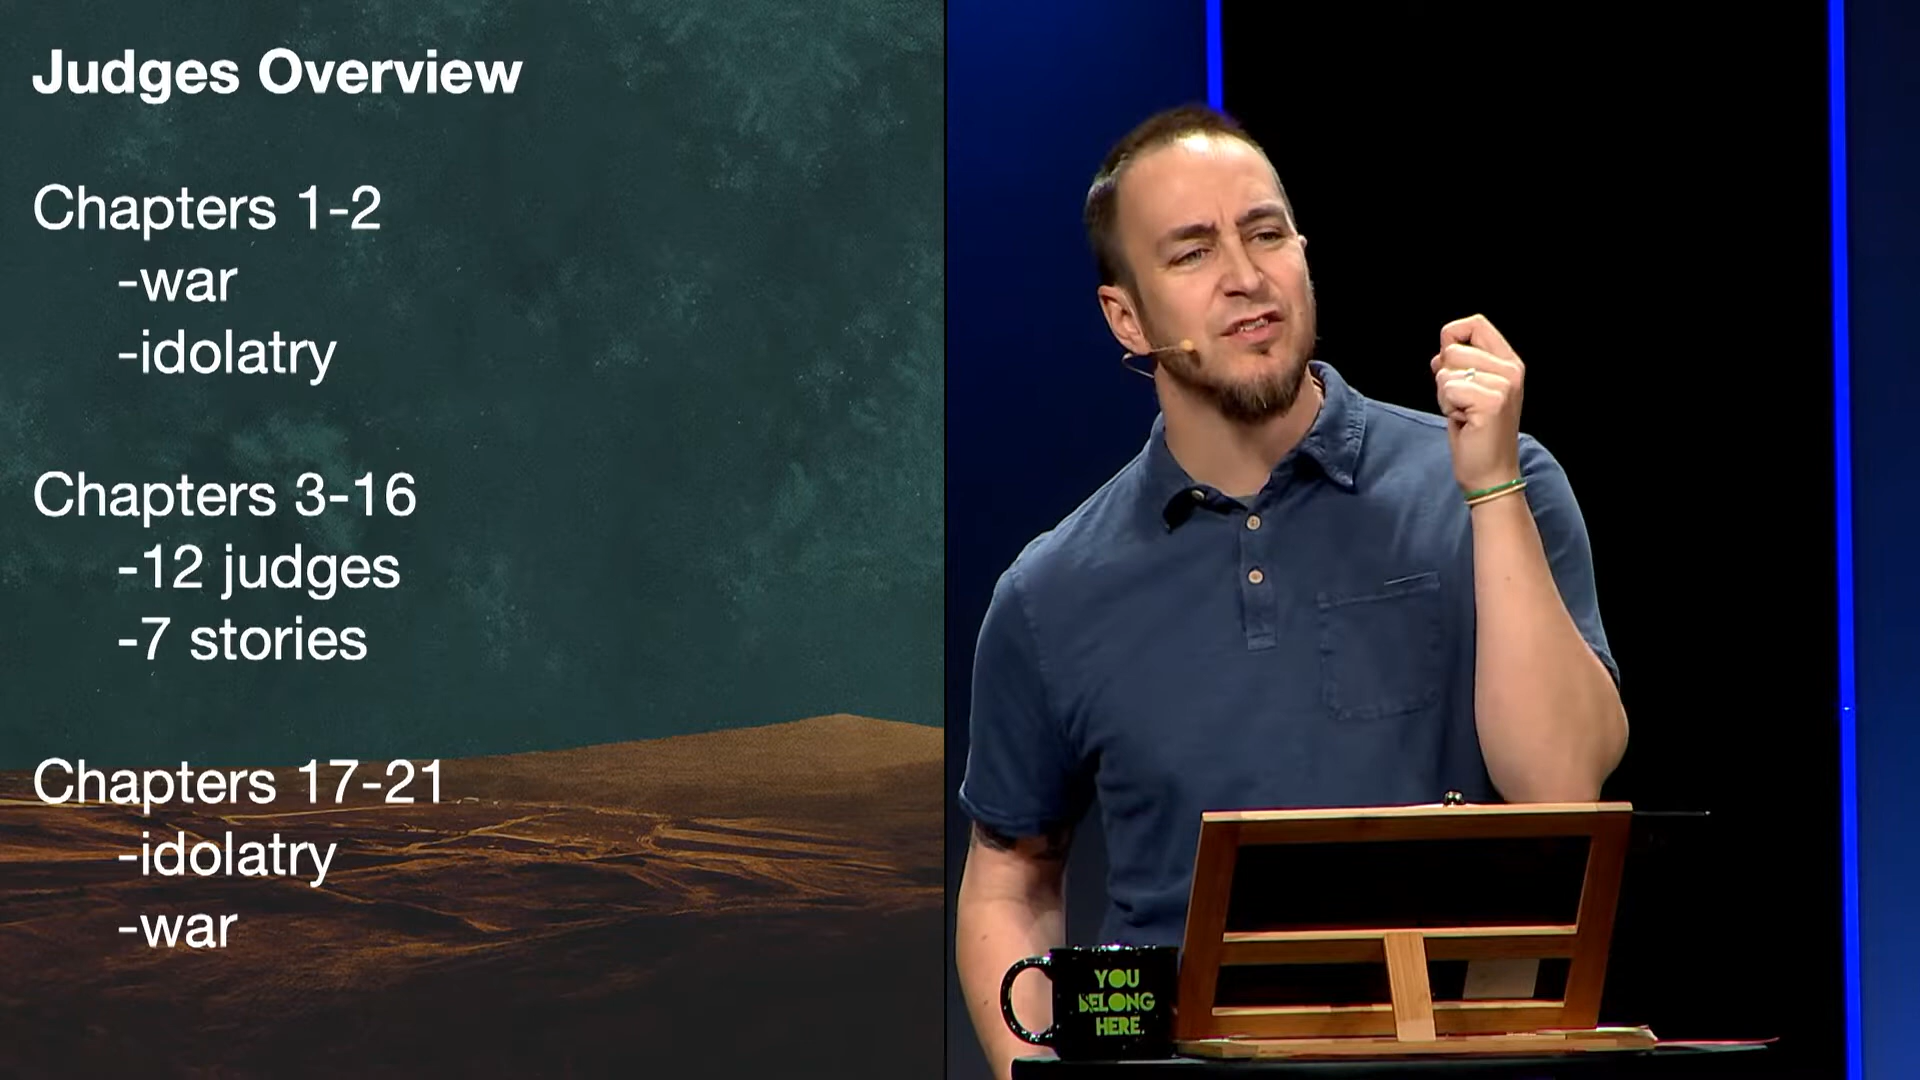 Judges Overview
Chapters 1-2
-war
-idolatry
Chapters 3-16
-12 judges
-7 stories
Chapters 17-21
-idolatry
-war
YOU
BELONG
HERE.